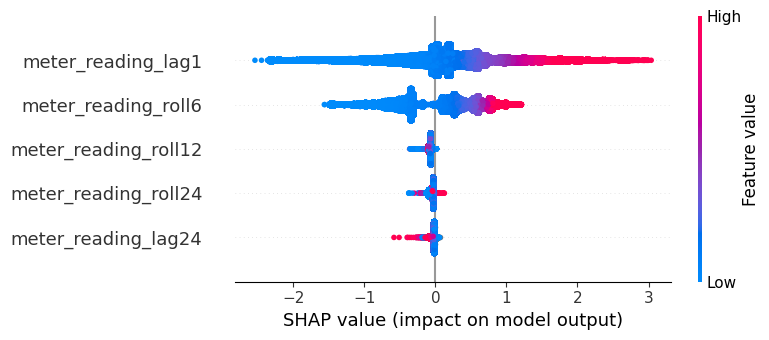 High
meter_reading_lag1
meter_reading_roll6
meter_reading_roll12
meter_reading_roll24
meter_reading_lag24
Feature value
Low
−2 −1 0 1 2 3
SHAP value (impact on model output)